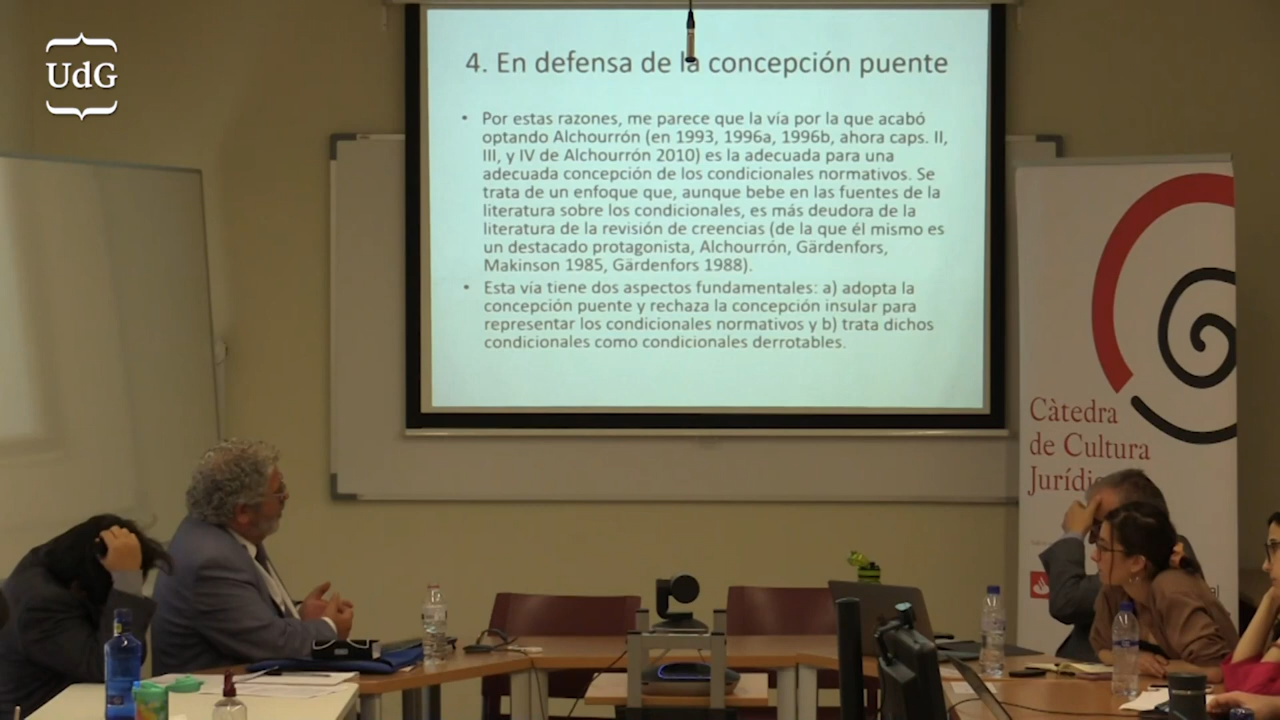 UdG
4. En defensa de la concepción puente
• Por estas razones, me parece que la vía por la que acabó
optando Alchourrón (en 1993, 1996a, 1996b, ahora caps. II,
III, y IV de Alchourrón 2010) es la adecuada para una
adecuada concepción de los condicionales normativos. Se
trata de un enfoque que, aunque bebe en las fuentes de la
literatura sobre los condicionales, es más deudora de la
literatura de la revisión de creencias (de la que él mismo es
un destacado protagonista, Alchourrón, Gärdenfors,
Makinson 1985, Gärdenfors 1988).
• Esta vía tiene dos aspectos fundamentales: a) adopta la
concepción puente y rechaza la concepción insular para
representar los condicionales normativos y b) trata dichos
condicionales como condicionales derrotables.
Càtedra
de Cultura